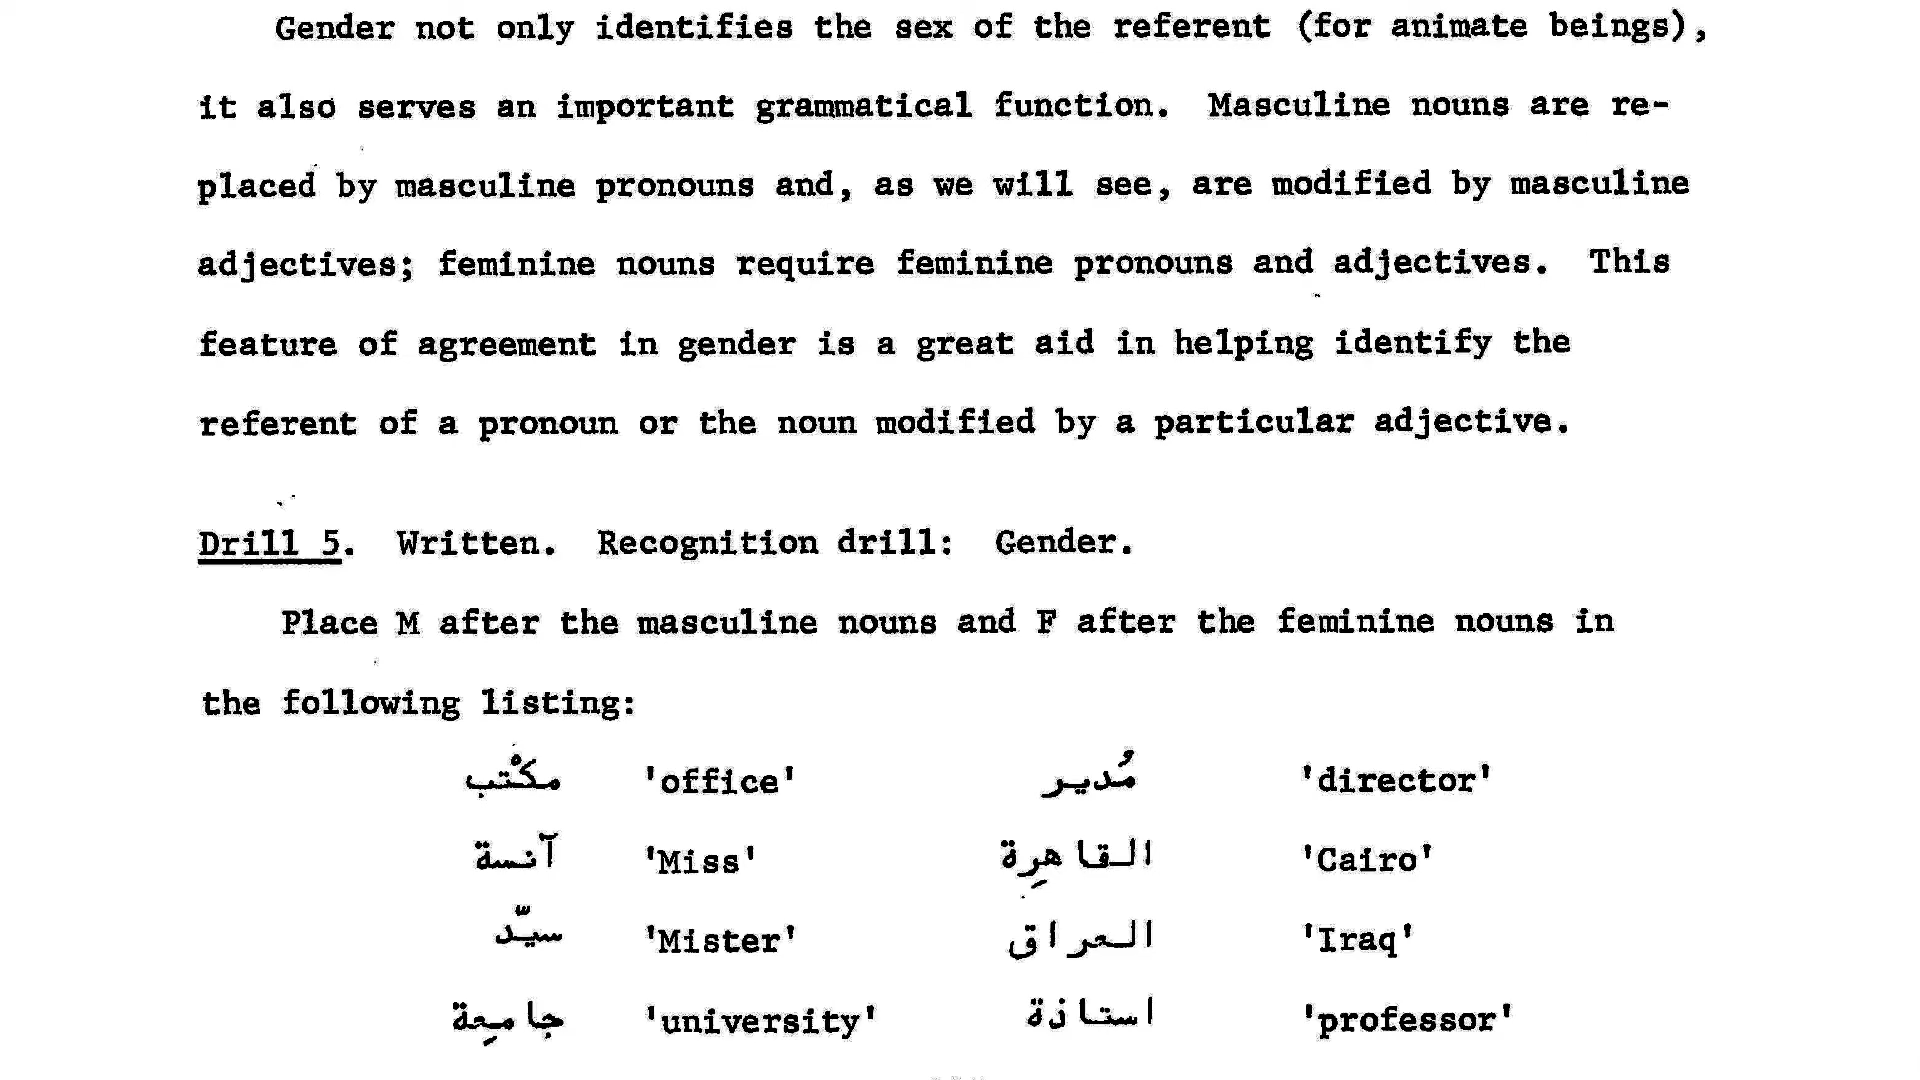 Gender not only identifies the sex of the referent (for animate beings),
it also serves an important grammatical function.  Masculine nouns are re-
placed by masculine pronouns and, as we will see, are modified by masculine
adjectives; feminine nouns require feminine pronouns and adjectives.  This
feature of agreement in gender is a great aid in helping identify the
referent of a pronoun or the noun modified by a particular adjective.
Drill 5.  Written.  Recognition drill:  Gender.
Place M after the masculine nouns and F after the feminine nouns in
the following listing:
مكْتب 'office' مُدير 'director'
آنسة 'Miss' القاهِرة 'Cairo'
سيّد 'Mister' العراق 'Iraq'
جامِعة 'university' استاذة 'professor'